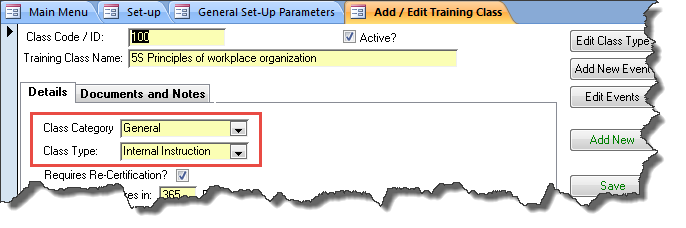 Main Menu Set-up General Set-Up Parameters Add / Edit Training Class
Class Code / ID: 100 Active?
Training Class Name: 5S Principles of workplace organization
Edit Class Type
Add New Even
Edit Events
Add New
Save
Details Documents and Notes
Class Category General
Class Type: Internal Instruction
Requires Re-Certification?
es in: 365